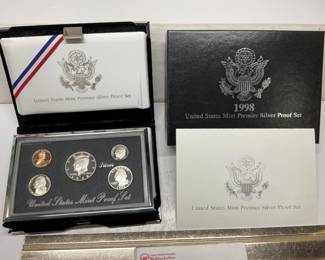 United States Mint Premier Silver Proof Set
1998
United States Mint Premier Silver Proof Set
Silver
United States Mint Proof Set
United States Mint Premier Silver Proof Set